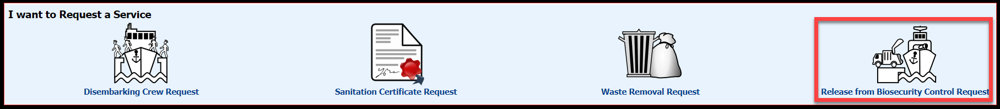 I want to Request a Service
Disembarking Crew Request
Sanitation Certificate Request
Waste Removal Request
Release from Biosecurity Control Request